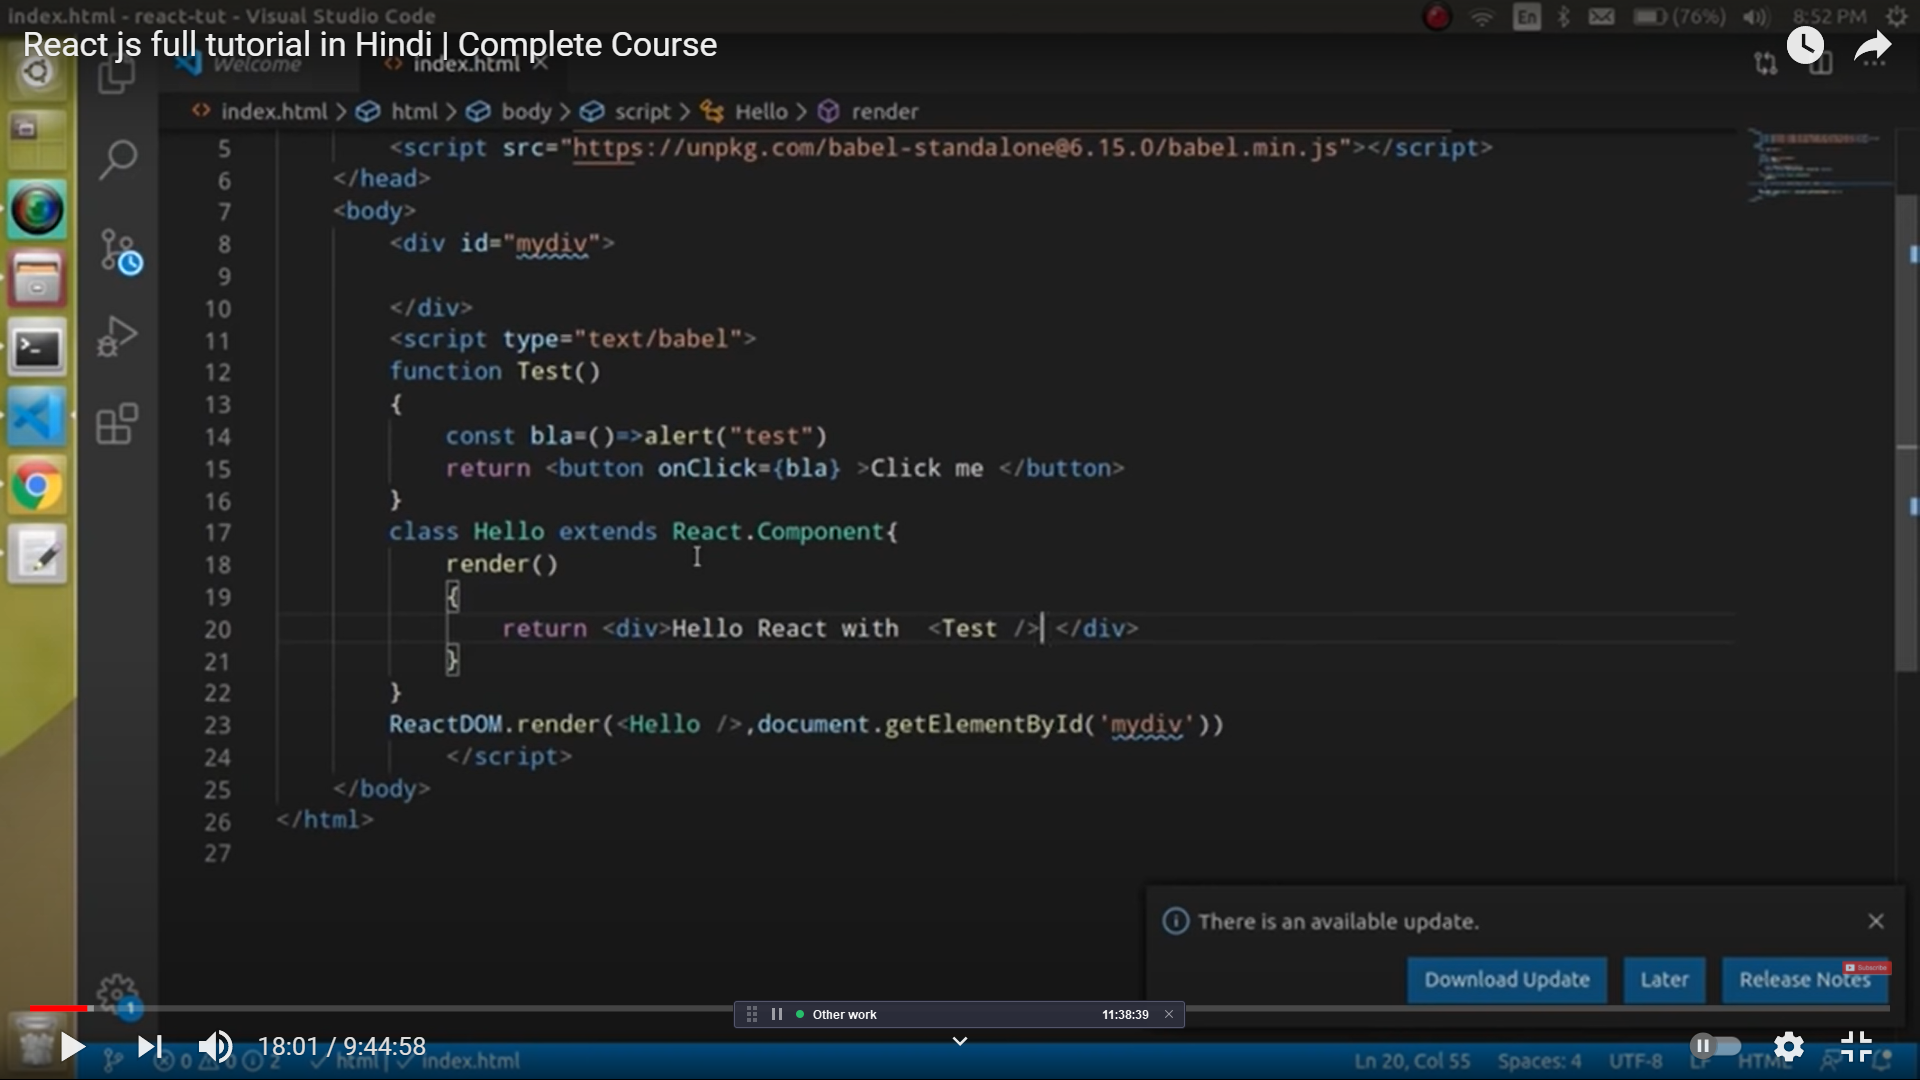 index.html - react-tut - Visual Studio Code
En
(76%)
8:52 PM
React js full tutorial in Hindi | Complete Course
Welcome
index.html
index.html > html > body > script > Hello > render
5 <script src="https://unpkg.com/babel-standalone@6.15.0/babel.min.js"></script>
6 </head>
7 <body>
8 <div id="mydiv">
9
10 </div>
11 <script type="text/babel">
12 function Test()
13 {
14 const bla=()=>alert("test")
15 return <button onClick={bla} >Click me </button>
16 }
17 class Hello extends React.Component{
18 render()
19 {
20 return <div>Hello React with  <Test /> </div>
21 }
22 }
23 ReactDOM.render(<Hello />,document.getElementById('mydiv'))
24 </script>
25 </body>
26 </html>
27
There is an available update.
Download Update
Later
Release Notes
Subscribe
1
Other work
11:38:39
18:01 / 9:44:58
0 0 2
html
index.html
Ln 20, Col 55
Spaces: 4
UTF-8
LF
HTML